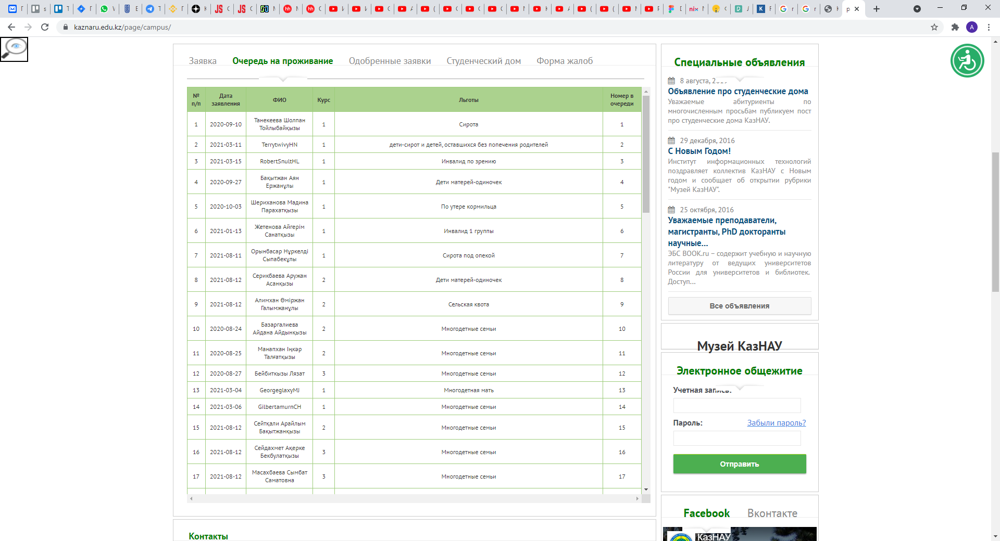 kaznaru.edu.kz/page/campus/
A
Заявка Очередь на проживание Одобренные заявки Студенческий дом Форма жалоб
№ п/п Дата заявления ФИО Курс Льготы Номер в очереди
1 2020-09-10 Танекеева Шолпан Тойлыбайқызы 1 Сирота 1
2 2021-03-11 TerrytwivyHN 1 дети-сирот и детей, оставшихся без попечения родителей 2
3 2021-03-15 RobertSnultHL 1 Инвалид по зрению 3
4 2020-09-27 Бақытжан Аян Ержанұлы 1 Дети матерей-одиночек 4
5 2020-10-03 Шериханова Мадина Парахатқызы 1 По утере кормильца 5
6 2021-01-13 Жетенова Айгерім Санатқызы 1 Инвалид 1 группы 6
7 2021-08-11 Орынбасар Нұркелді Сыпабекұлы 1 Сирота под опекой 7
8 2021-08-12 Серикбаева Аружан Асанқызы 2 Дети матерей-одиночек 8
9 2021-08-12 Алимхан Өміржан Галымжанұлы 2 Сельская квота 9
10 2020-08-24 Базаргалиева Айдана Айдынқызы 2 Многодетные семьи 10
11 2020-08-25 Манапхан Іңкәр Талғатқызы 2 Многодетные семьи 11
12 2020-08-27 Бейбиткызы Лязат 3 Многодетные семьи 12
13 2021-03-04 GeorgeglaxyMJ 1 Многодетная мать 13
14 2021-03-06 GilbertamurnCH 1 Многодетные семьи 14
15 2021-08-12 Сейтқали Арайлым Бақытжанқызы 2 Многодетные семьи 15
16 2021-08-12 Сейдахмет Ақерке Бекбулатқызы 3 Многодетные семьи 16
17 2021-08-12 Масахбаева Сымбат Саматовна 3 Многодетные семьи 17
Контакты
Специальные объявления
8 августа,
Объявление про студенческие дома
Уважаемые абитуриенты по
многочисленным просьбам публикуем пост
про студенческие дома КазНАУ.
29 декабря, 2016
С Новым Годом!
Институт информационных технологий
поздравляет коллектив КазНАУ с Новым
годом и сообщает об открытии рубрики
"Музей КазНАУ".
25 октября, 2016
Уважаемые преподаватели,
магистранты, PhD докторанты
научные...
ЭБС BOOK.ru – содержит учебную и научную
литературу от ведущих университетов
России для университетов и библиотек.
Доступ...
Все объявления
Музей КазНАУ
Электронное общежитие
Учетная запись:
Пароль: Забыли пароль?
Отправить
Facebook Вконтакте
КазНАУ